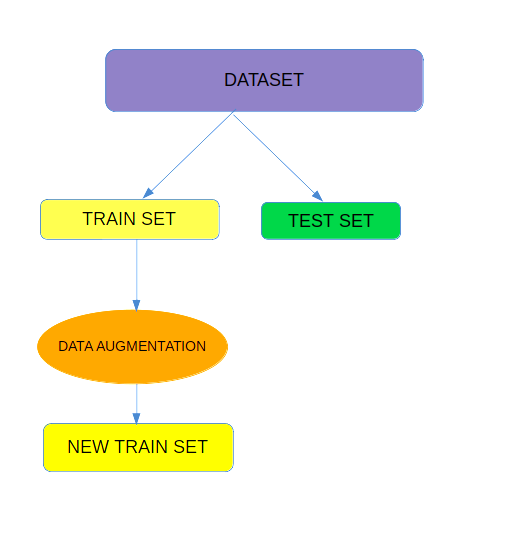 DATASET
TRAIN SET
TEST SET
DATA AUGMENTATION
NEW TRAIN SET